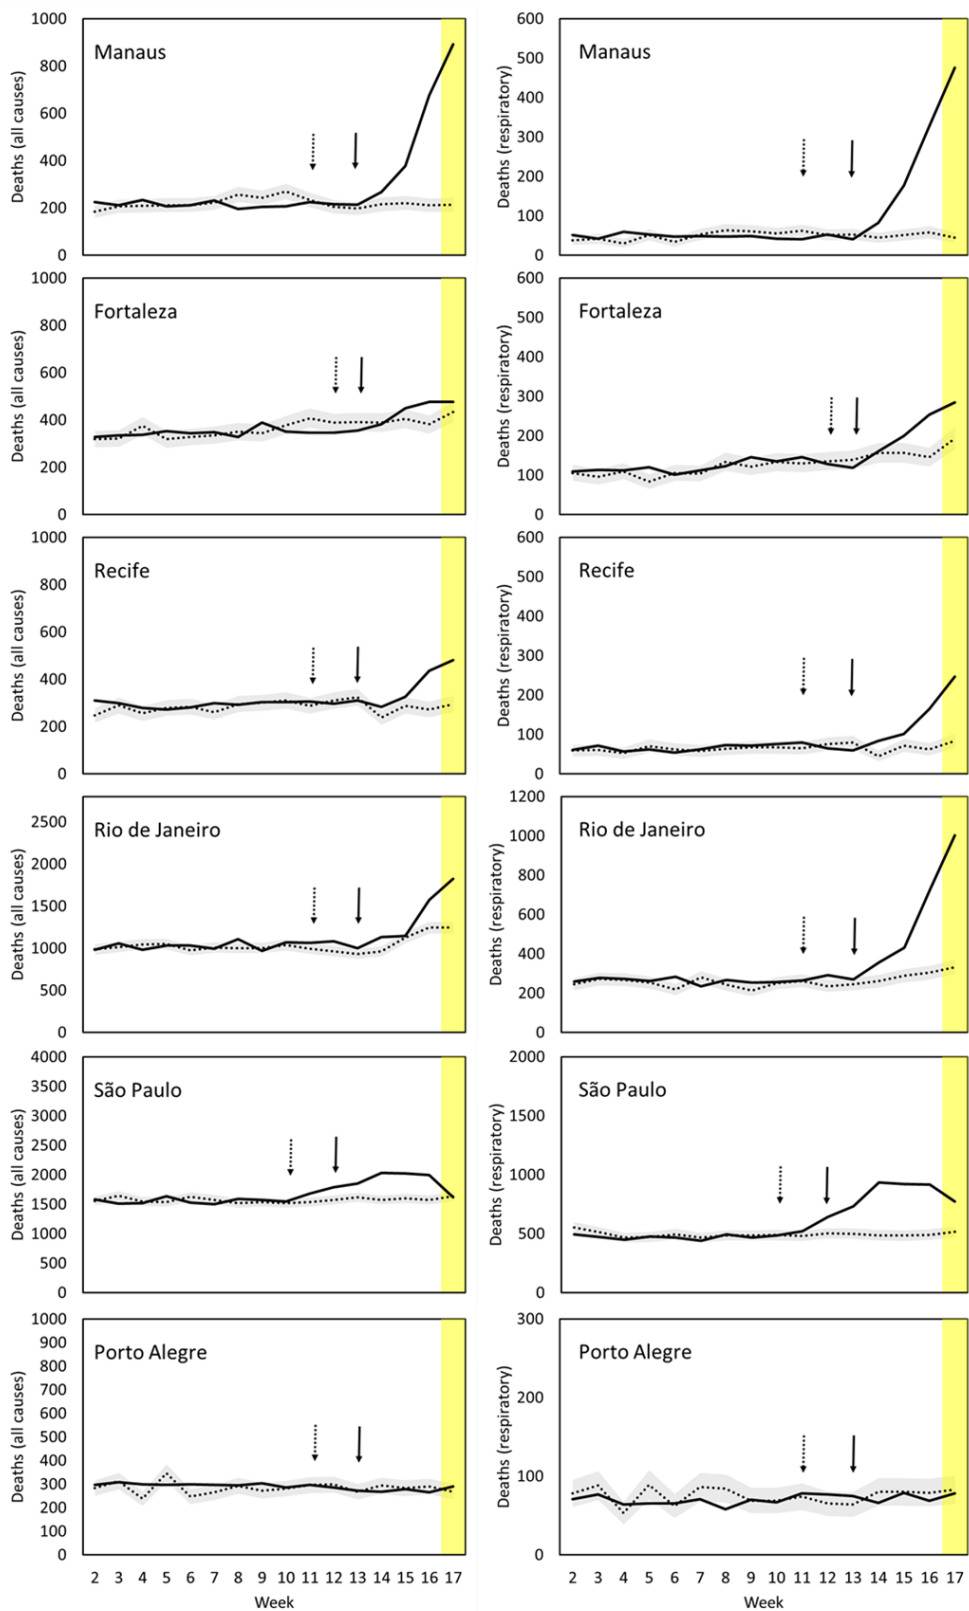 Deaths (all causes)
1000
800
600
400
200
0
Manaus
Deaths (respiratory)
600
500
400
300
200
100
0
Manaus
Deaths (all causes)
1000
800
600
400
200
0
Fortaleza
Deaths (respiratory)
600
500
400
300
200
100
0
Fortaleza
Deaths (all causes)
1000
800
600
400
200
0
Recife
Deaths (respiratory)
600
500
400
300
200
100
0
Recife
Deaths (all causes)
2500
2000
1500
1000
500
0
Rio de Janeiro
Deaths (respiratory)
1200
1000
800
600
400
200
0
Rio de Janeiro
Deaths (all causes)
4000
3500
3000
2500
2000
1500
1000
500
0
São Paulo
Deaths (respiratory)
2000
1500
1000
500
0
São Paulo
Deaths (all causes)
1000
900
800
700
600
500
400
300
200
100
0
Porto Alegre
2 3 4 5 6 7 8 9 10 11 12 13 14 15 16 17
Week
Deaths (respiratory)
300
200
100
0
Porto Alegre
2 3 4 5 6 7 8 9 10 11 12 13 14 15 16 17
Week